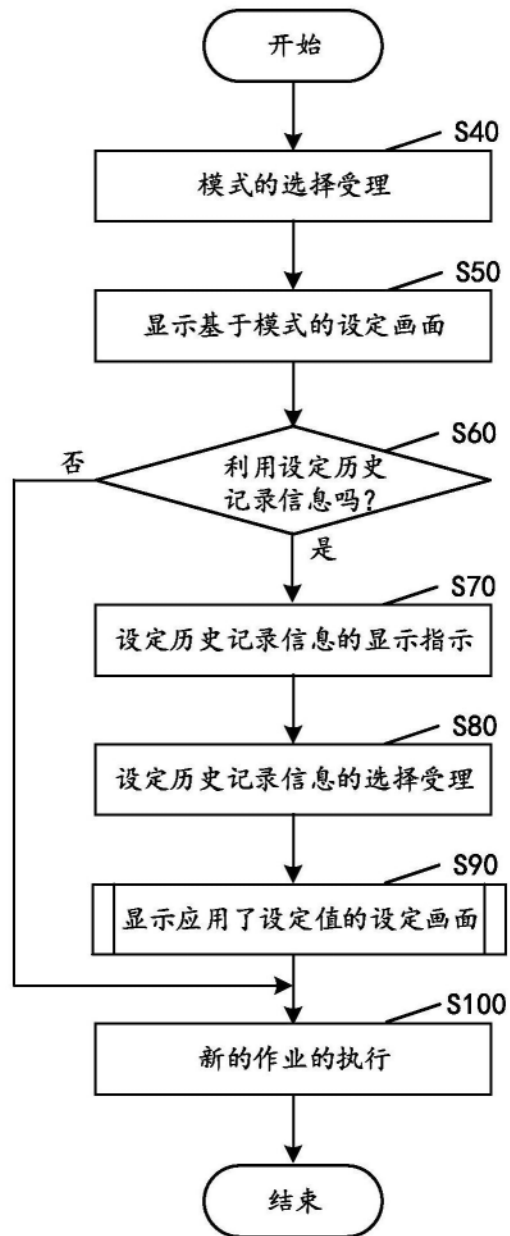 开始
S40
模式的选择受理
S50
显示基于模式的设定画面
S60
否
利用设定历史
记录信息吗?
是
S70
设定历史记录信息的显示指示
S80
设定历史记录信息的选择受理
S90
显示应用了设定值的设定画面
S100
新的作业的执行
结束